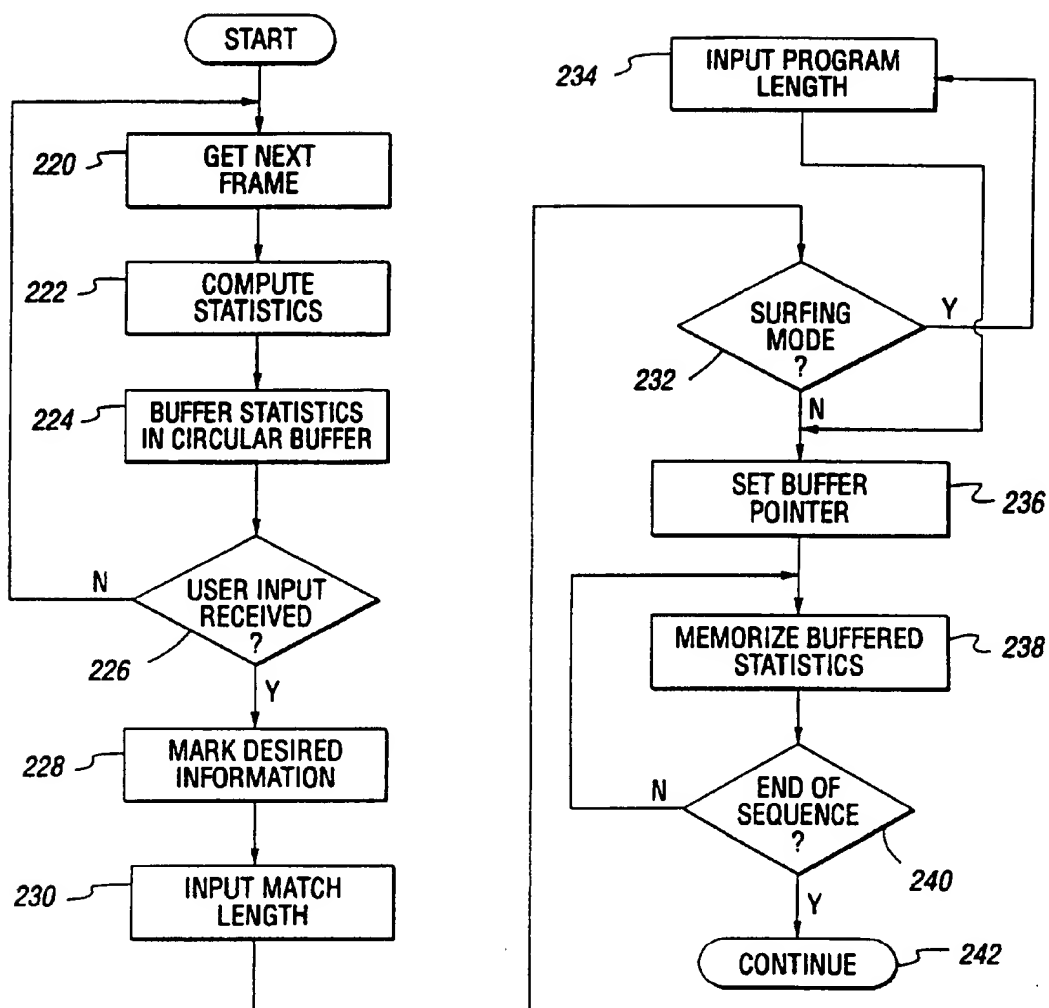 START
220
GET NEXT
FRAME
222
COMPUTE
STATISTICS
224
BUFFER STATISTICS
IN CIRCULAR BUFFER
N
USER INPUT
RECEIVED
?
226
Y
228
MARK DESIRED
INFORMATION
230
INPUT MATCH
LENGTH
234
INPUT PROGRAM
LENGTH
SURFING
MODE
?
Y
232
N
SET BUFFER
POINTER
236
MEMORIZE BUFFERED
STATISTICS
238
N
END OF
SEQUENCE
?
240
Y
CONTINUE
242